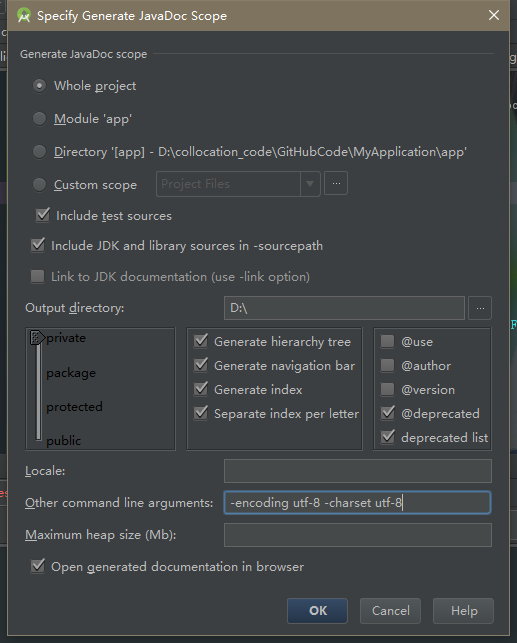 Specify Generate JavaDoc Scope
Generate JavaDoc scope
Whole project
Module 'app'
Directory '[app] - D:\collocation_code\GitHubCode\MyApplication\app'
Custom scope
Project Files
...
Include test sources
Include JDK and library sources in -sourcepath
Link to JDK documentation (use -link option)
Output directory:
D:\
...
private
package
protected
public
Generate hierarchy tree
Generate navigation bar
Generate index
Separate index per letter
@use
@author
@version
@deprecated
deprecated list
Locale:
Other command line arguments:
-encoding utf-8 -charset utf-8
Maximum heap size (Mb):
Open generated documentation in browser
OK
Cancel
Help